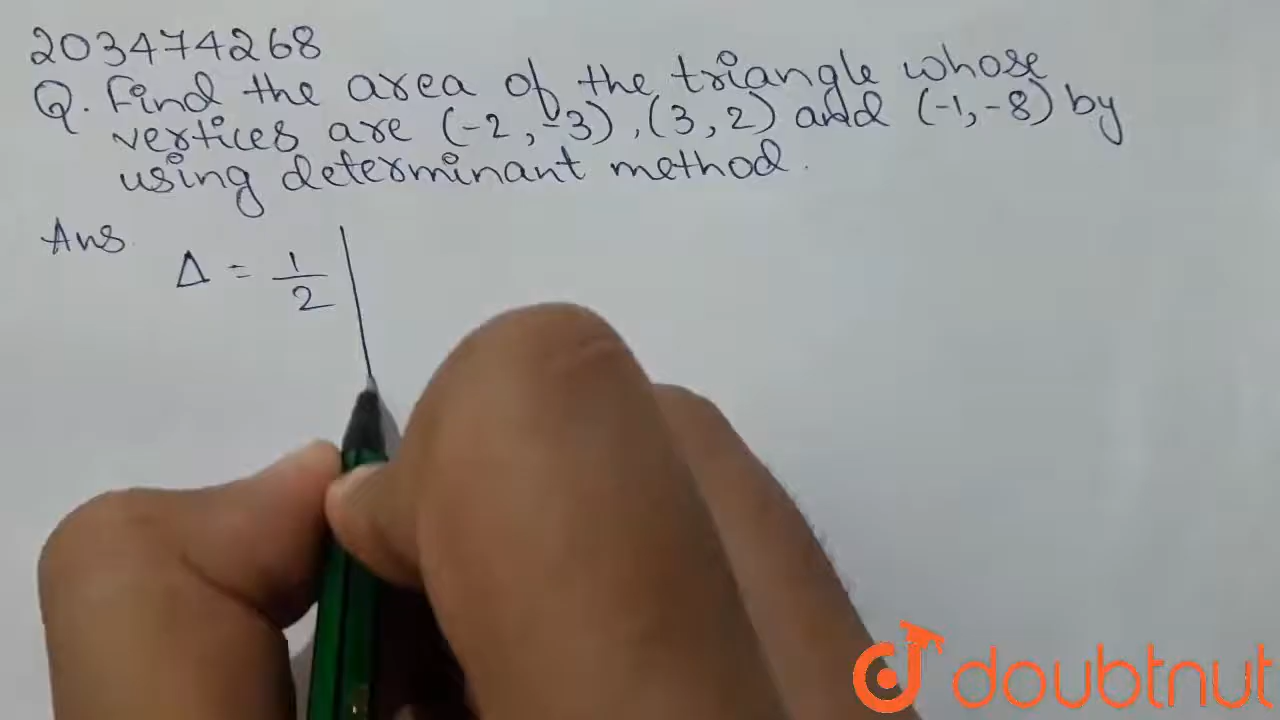 203474268
Q. Find the area of the triangle whose
vertices are (-2, -3), (3, 2) and (-1, -8) by
using determinant method.
Ans.
Δ = 1/2 |
doubtnut